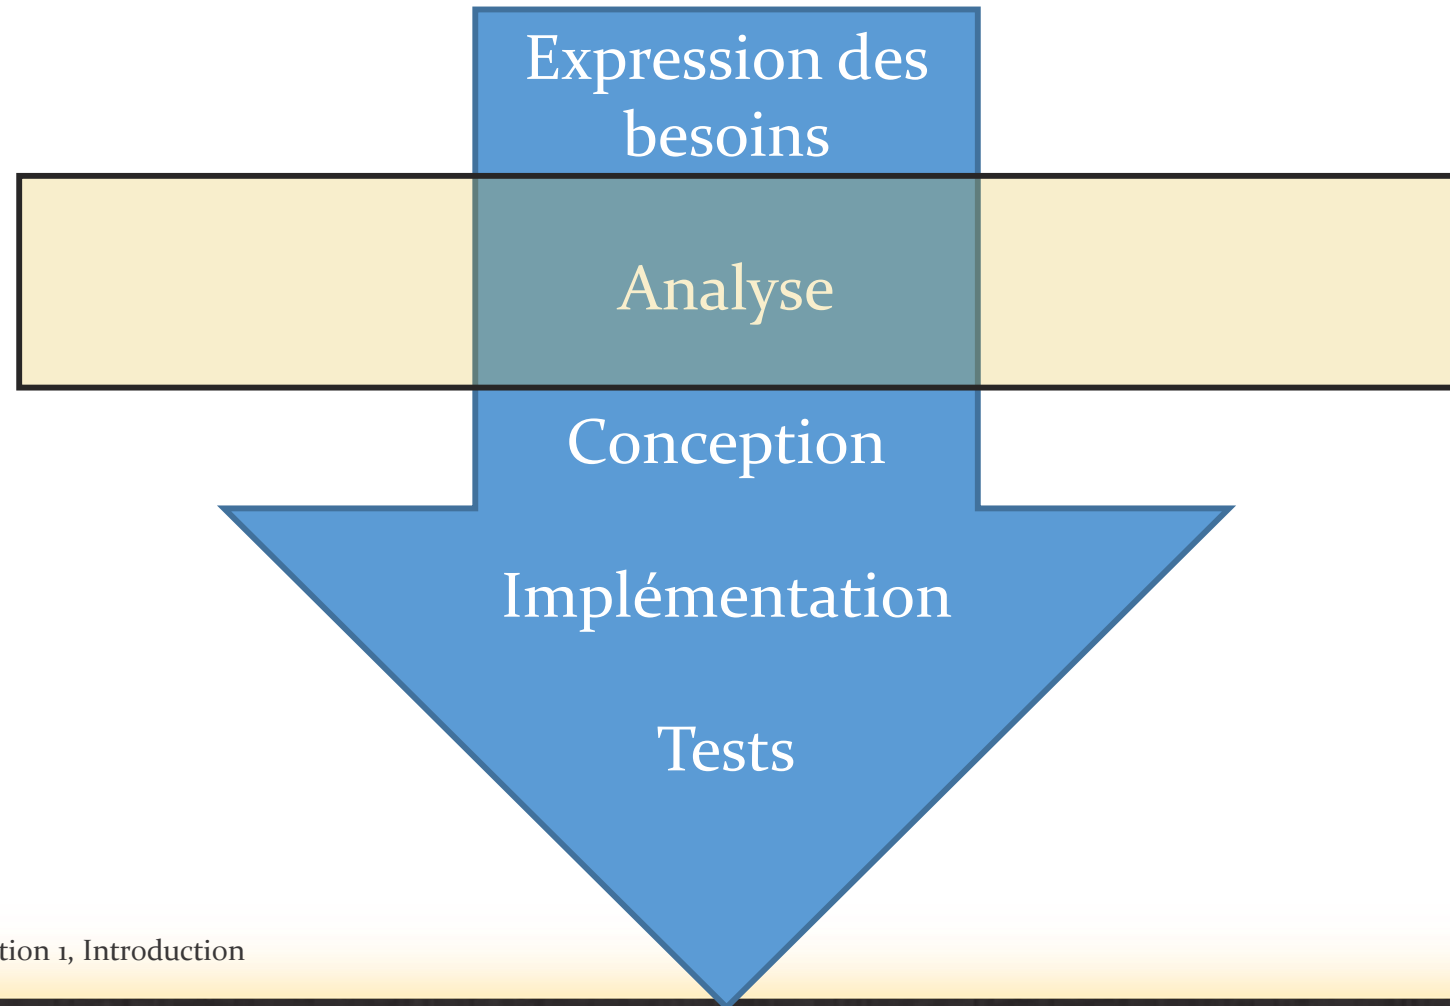 Expression des
besoins
Analyse
Conception
Implémentation
Tests
tion 1, Introduction